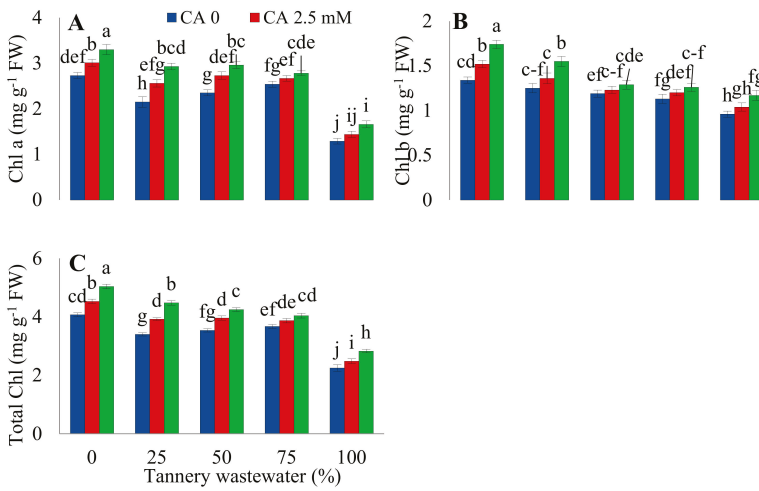 A
CA 0 CA 2.5 mM
Chl a (mg g-1 FW)
4
3
2
1
0
def b a
h efg bcd
g def bc
fg ef cde
j ij i
B
Chl b (mg g-1 FW)
2
1.5
1
0.5
0
cd b a
c-f c b
ef c-f cde
fg def c-f
h gh fg
C
Total Chl (mg g-1 FW)
6
4
2
0
cd b a
g d b
fg d c
ef de cd
j i h
0 25 50 75 100
Tannery wastewater (%)